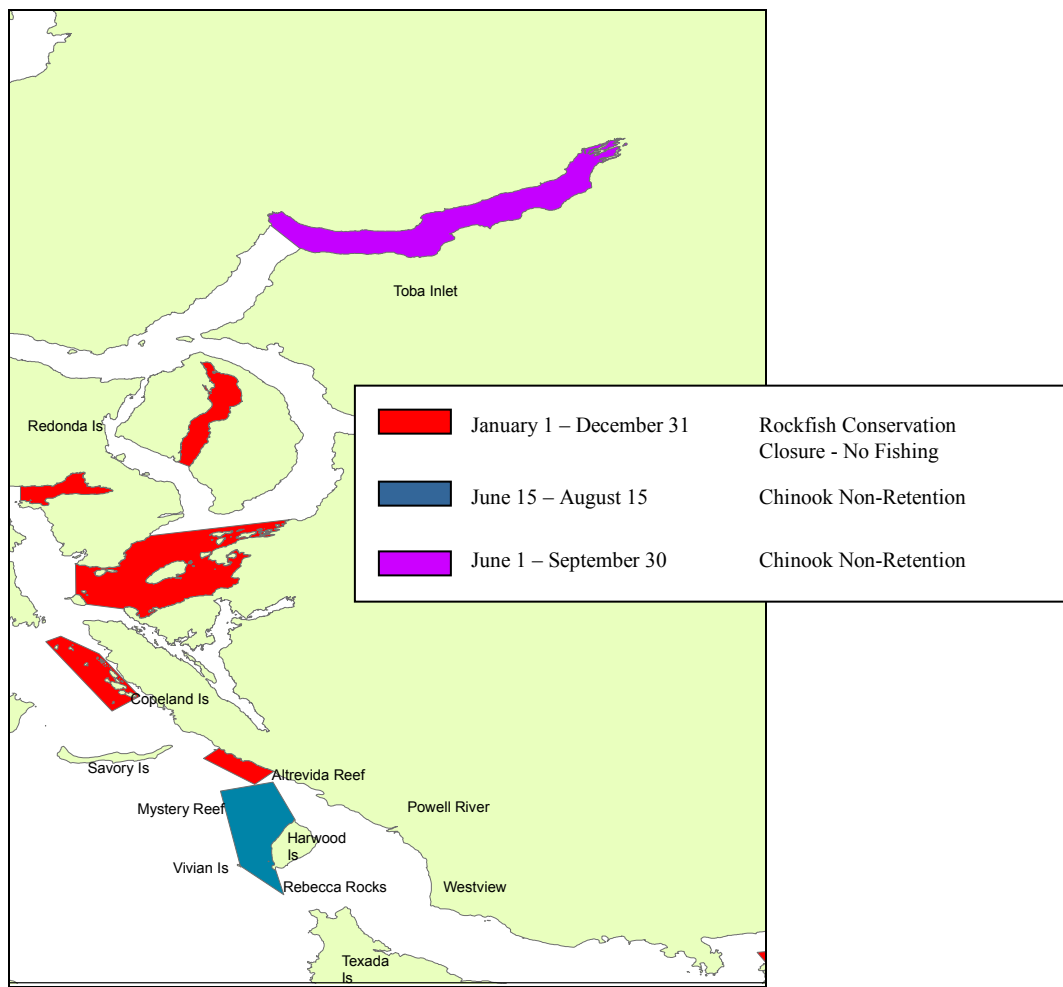 Toba Inlet
Redonda Is
January 1 – December 31 Rockfish Conservation
Closure - No Fishing
June 15 – August 15 Chinook Non-Retention
June 1 – September 30 Chinook Non-Retention
Copeland Is
Savory Is
Altrevida Reef
Mystery Reef
Powell River
Harwood
Is
Vivian Is
Rebecca Rocks
Westview
Texada
Is